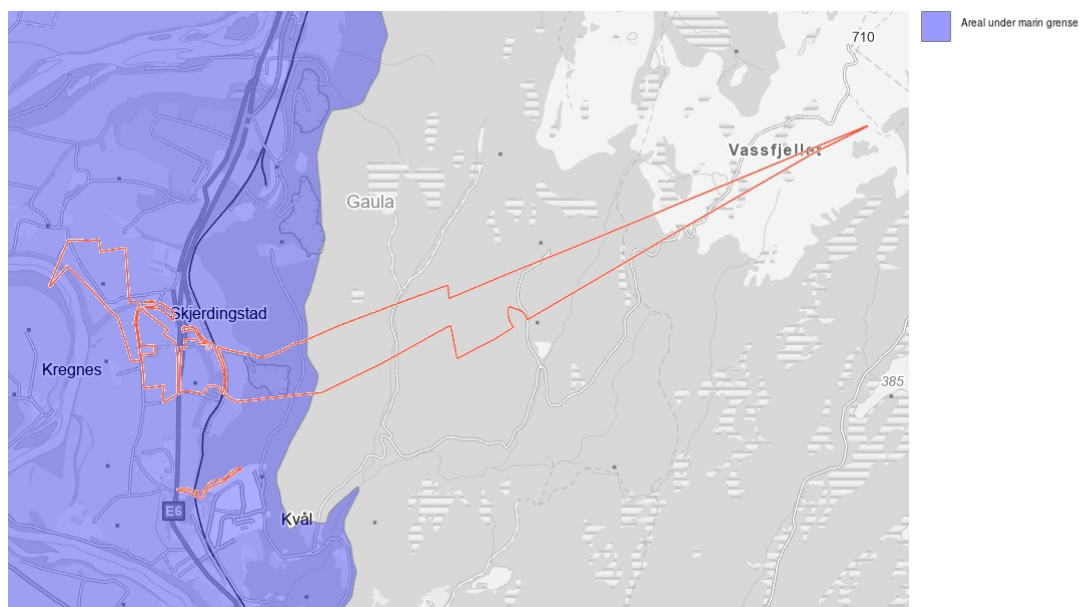 Areal under marin grense
710
Vassfjellet
Gaula
Skjerdingstad
Kregnes
385
E6
Kvål